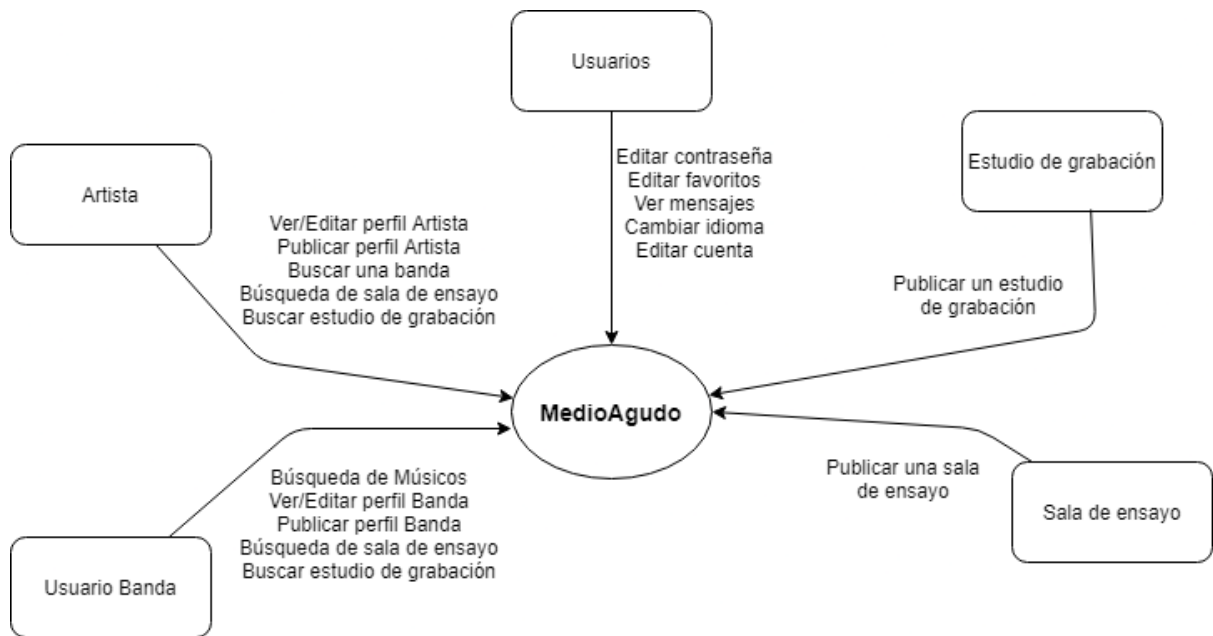 Usuarios
Editar contraseña
Editar favoritos
Ver mensajes
Cambiar idioma
Editar cuenta
Estudio de grabación
Publicar un estudio
de grabación
Artista
Ver/Editar perfil Artista
Publicar perfil Artista
Buscar una banda
Búsqueda de sala de ensayo
Buscar estudio de grabación
MedioAgudo
Búsqueda de Músicos
Ver/Editar perfil Banda
Publicar perfil Banda
Búsqueda de sala de ensayo
Buscar estudio de grabación
Usuario Banda
Publicar una sala
de ensayo
Sala de ensayo